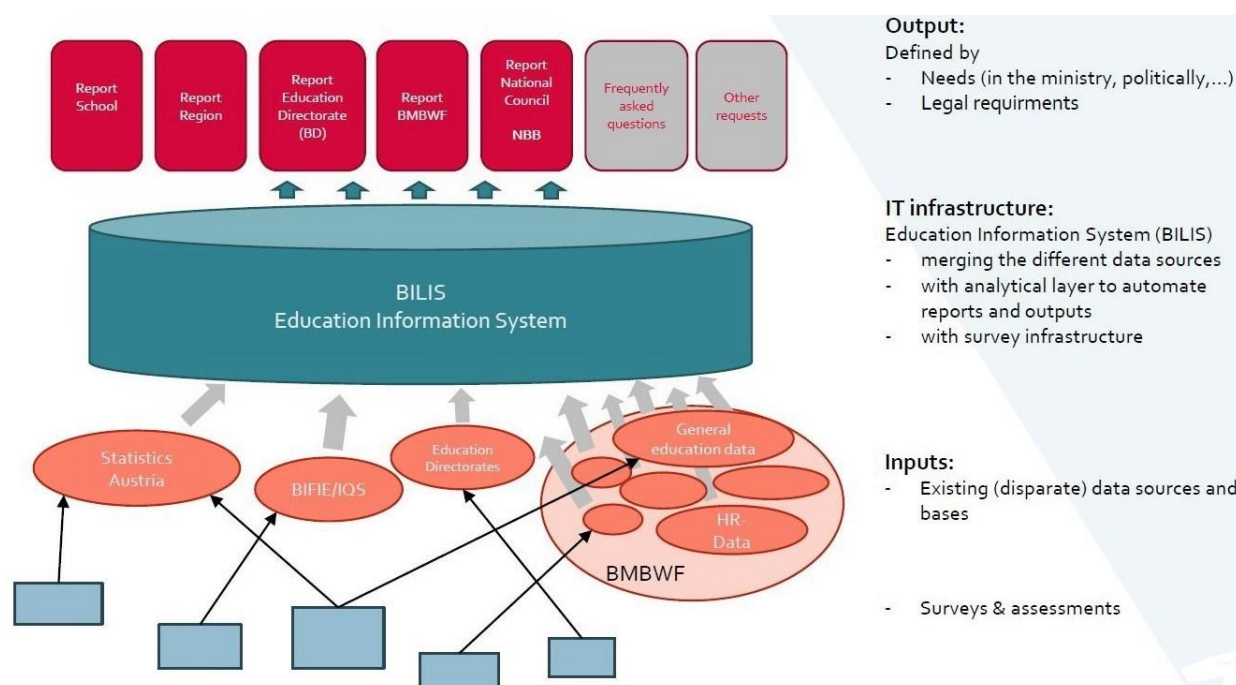 Report
School
Report
Region
Report
Education
Directorate
(BD)
Report
BMBWF
Report
National
Council
NBB
Frequently
asked
questions
Other
requests
BILIS
Education Information System
Statistics
Austria
BIFIE/IQS
Education
Directorates
General
education data
HR-
Data
BMBWF
Output:
Defined by
- Needs (in the ministry, politically,...)
- Legal requirments
IT infrastructure:
Education Information System (BILIS)
- merging the different data sources
- with analytical layer to automate
reports and outputs
- with survey infrastructure
Inputs:
- Existing (disparate) data sources and
bases
- Surveys & assessments